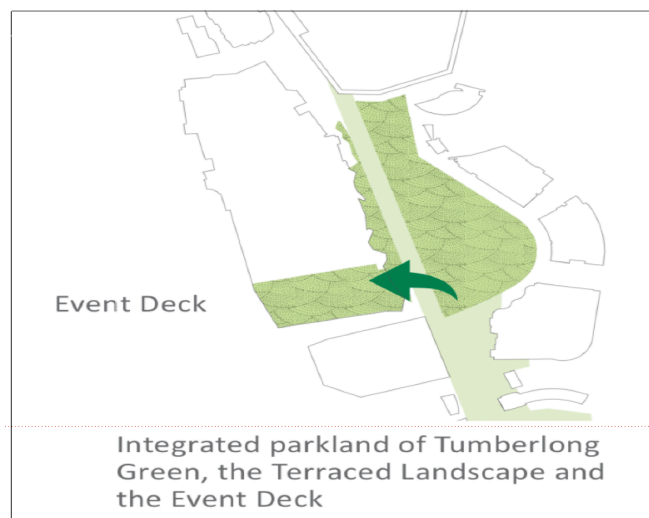 Event Deck
Integrated parkland of Tumberlong
Green, the Terraced Landscape and
the Event Deck